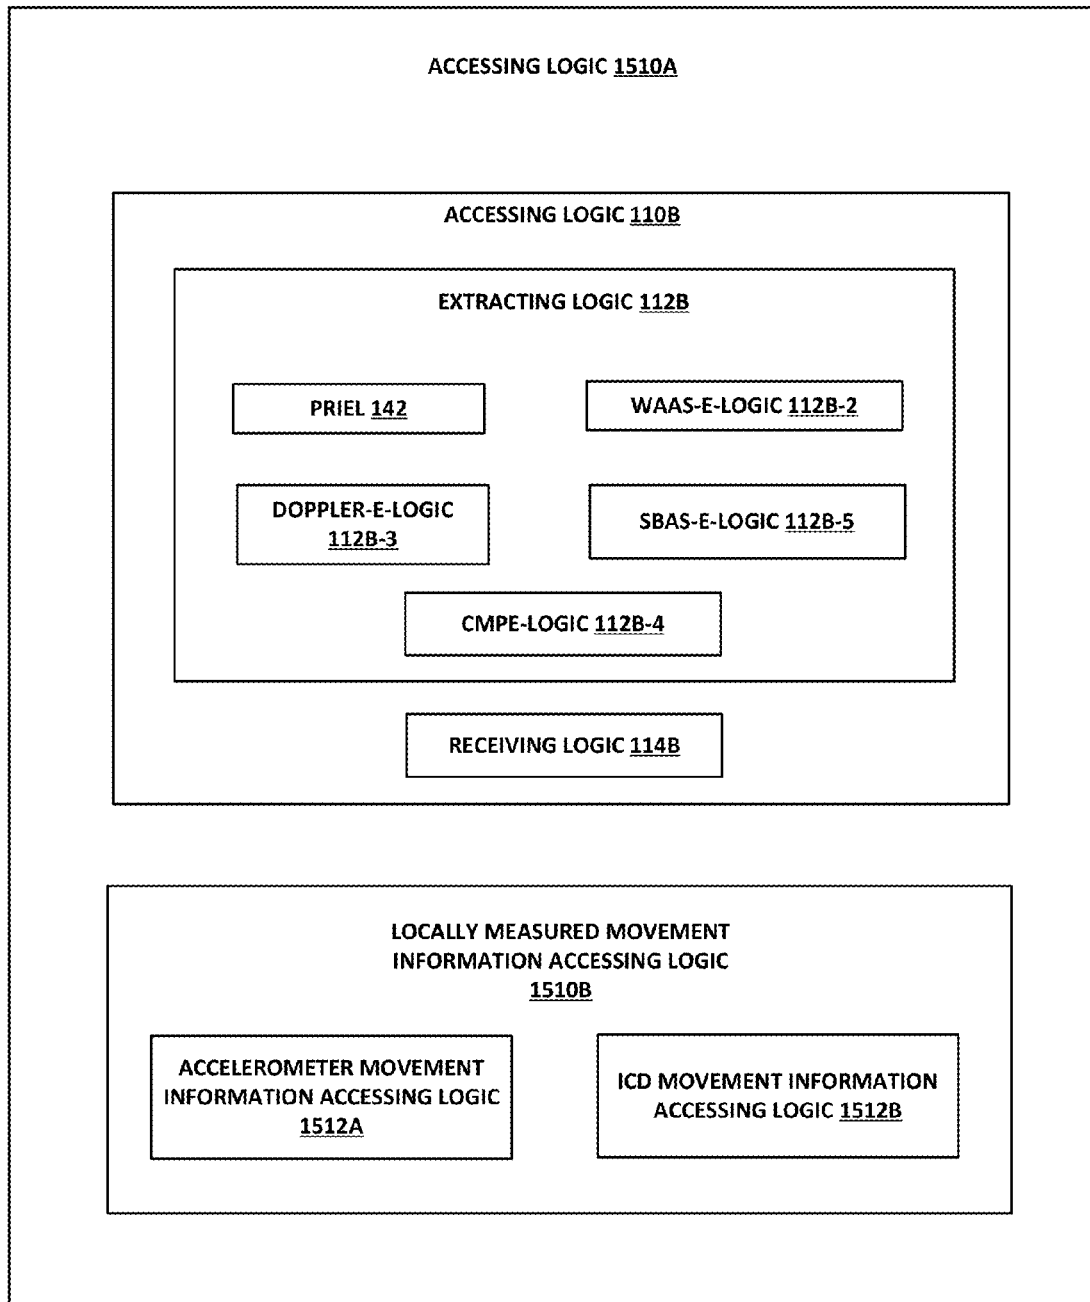 ACCESSING LOGIC 1510A
ACCESSING LOGIC 110B
EXTRACTING LOGIC 112B
PRIEL 142
WAAS-E-LOGIC 112B-2
DOPPLER-E-LOGIC
112B-3
SBAS-E-LOGIC 112B-5
CMPE-LOGIC 112B-4
RECEIVING LOGIC 114B
LOCALLY MEASURED MOVEMENT
INFORMATION ACCESSING LOGIC
1510B
ACCELEROMETER MOVEMENT
INFORMATION ACCESSING LOGIC
1512A
ICD MOVEMENT INFORMATION
ACCESSING LOGIC 1512B